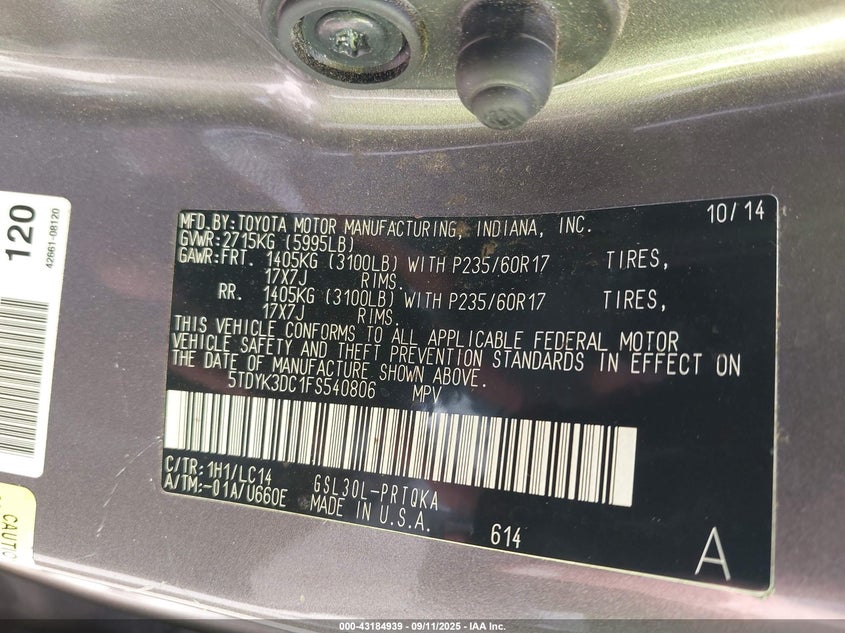 120
42661-08120
MFD.BY:TOYOTA MOTOR MANUFACTURING, INDIANA, INC. 10/14
GVWR:2715KG (5995LB)
GAWR:FRT. 1405KG (3100LB) WITH P235/60R17 TIRES,
17X7J RIMS.
RR. 1405KG (3100LB) WITH P235/60R17 TIRES,
17X7J RIMS.
THIS VEHICLE CONFORMS TO ALL APPLICABLE FEDERAL MOTOR
VEHICLE SAFETY AND THEFT PREVENTION STANDARDS IN EFFECT ON
THE DATE OF MANUFACTURE SHOWN ABOVE.
5TDYK3DC1FS540806 MPV
C/TR:1H1/LC14 GSL30L-PRTQKA
A/TM:-01A/U660E MADE IN U.S.A.
614
A
000-43184939 - 09/11/2025 - IAA Inc.